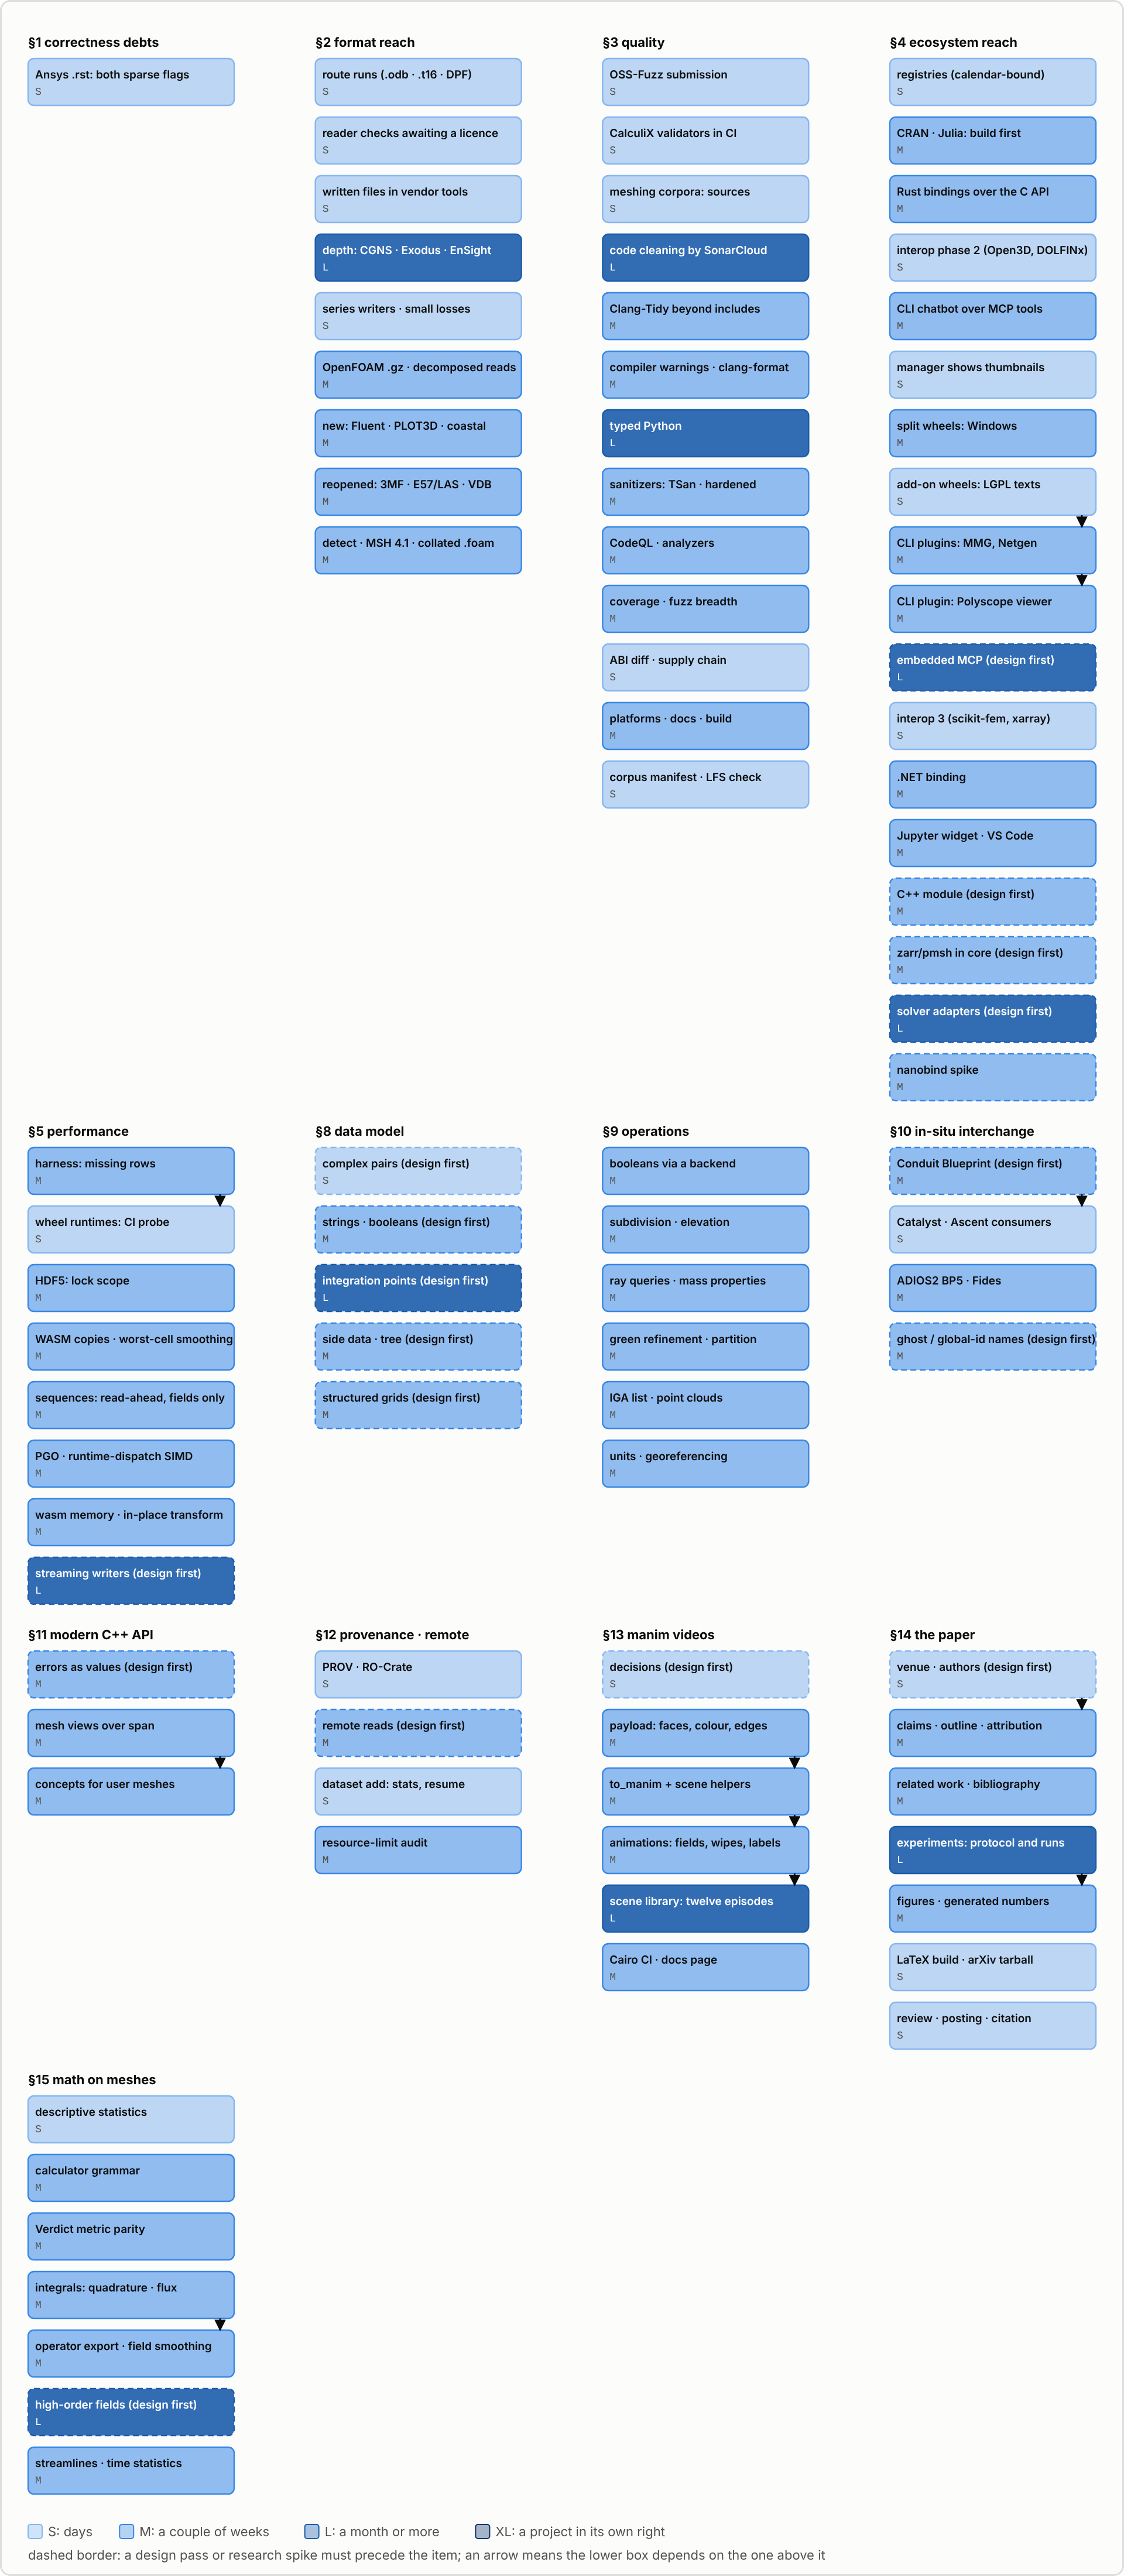 §1 correctness debts
Ansys .rst: both sparse flags
S
§2 format reach
route runs (.odb · .t16 · DPF)
S
reader checks awaiting a licence
S
written files in vendor tools
S
depth: CGNS · Exodus · EnSight
L
series writers · small losses
S
OpenFOAM .gz · decomposed reads
M
new: Fluent · PLOT3D · coastal
M
reopened: 3MF · E57/LAS · VDB
M
detect · MSH 4.1 · collated .foam
M
§3 quality
OSS-Fuzz submission
S
CalculiX validators in CI
S
meshing corpora: sources
S
code cleaning by SonarCloud
L
Clang-Tidy beyond includes
M
compiler warnings · clang-format
M
typed Python
L
sanitizers: TSan · hardened
M
CodeQL · analyzers
M
coverage · fuzz breadth
M
ABI diff · supply chain
S
platforms · docs · build
M
corpus manifest · LFS check
S
§4 ecosystem reach
registries (calendar-bound)
S
CRAN · Julia: build first
M
Rust bindings over the C API
M
interop phase 2 (Open3D, DOLFINx)
S
CLI chatbot over MCP tools
M
manager shows thumbnails
S
split wheels: Windows
M
add-on wheels: LGPL texts
S
CLI plugins: MMG, Netgen
M
CLI plugin: Polyscope viewer
M
embedded MCP (design first)
L
interop 3 (scikit-fem, xarray)
S
.NET binding
M
Jupyter widget · VS Code
M
C++ module (design first)
M
zarr/pmsh in core (design first)
M
solver adapters (design first)
L
nanobind spike
M
§5 performance
harness: missing rows
M
wheel runtimes: CI probe
S
HDF5: lock scope
M
WASM copies · worst-cell smoothing
M
sequences: read-ahead, fields only
M
PGO · runtime-dispatch SIMD
M
wasm memory · in-place transform
M
streaming writers (design first)
L
§8 data model
complex pairs (design first)
S
strings · booleans (design first)
M
integration points (design first)
L
side data · tree (design first)
M
structured grids (design first)
M
§9 operations
booleans via a backend
M
subdivision · elevation
M
ray queries · mass properties
M
green refinement · partition
M
IGA list · point clouds
M
units · georeferencing
M
§10 in-situ interchange
Conduit Blueprint (design first)
M
Catalyst · Ascent consumers
S
ADIOS2 BP5 · Fides
M
ghost / global-id names (design first)
M
§11 modern C++ API
errors as values (design first)
M
mesh views over span
M
concepts for user meshes
M
§12 provenance · remote
PROV · RO-Crate
S
remote reads (design first)
M
dataset add: stats, resume
S
resource-limit audit
M
§13 manim videos
decisions (design first)
S
payload: faces, colour, edges
M
to_manim + scene helpers
M
animations: fields, wipes, labels
M
scene library: twelve episodes
L
Cairo CI · docs page
M
§14 the paper
venue · authors (design first)
S
claims · outline · attribution
M
related work · bibliography
M
experiments: protocol and runs
L
figures · generated numbers
M
LaTeX build · arXiv tarball
S
review · posting · citation
S
§15 math on meshes
descriptive statistics
S
calculator grammar
M
Verdict metric parity
M
integrals: quadrature · flux
M
operator export · field smoothing
M
high-order fields (design first)
L
streamlines · time statistics
M
S: days
M: a couple of weeks
L: a month or more
XL: a project in its own right
dashed border: a design pass or research spike must precede the item; an arrow means the lower box depends on the one above it